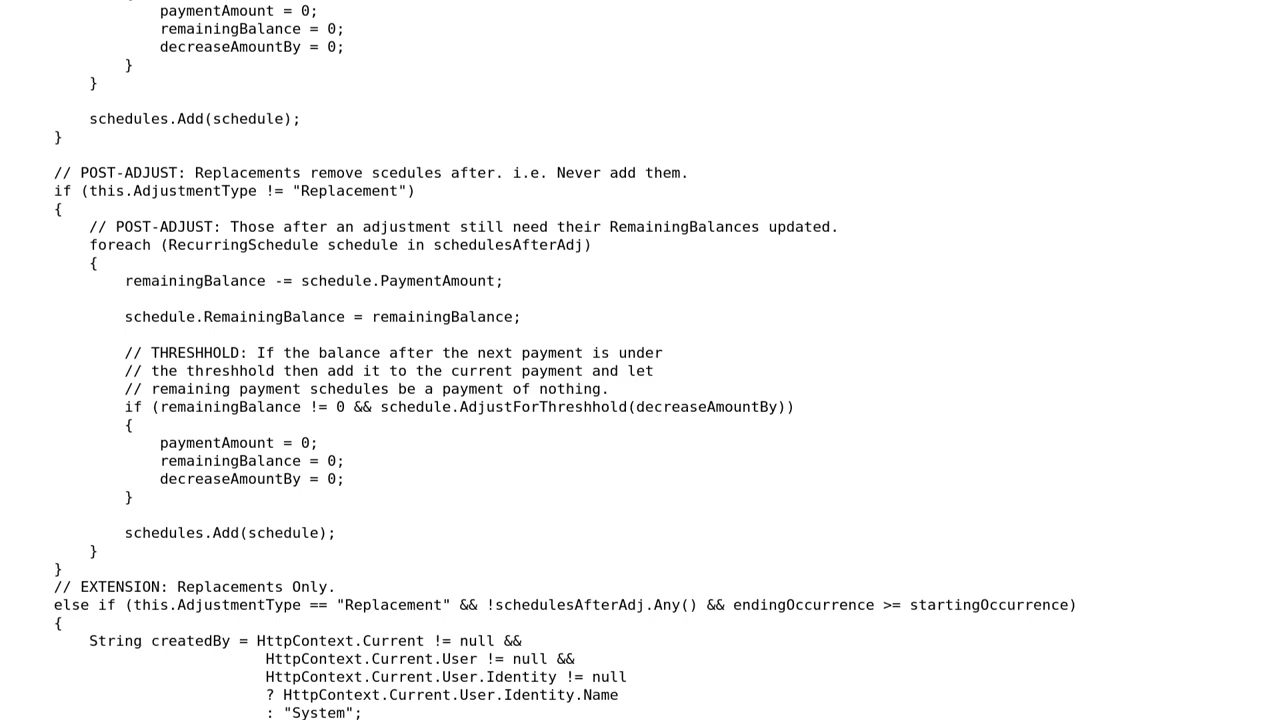 paymentAmount = 0;
remainingBalance = 0;
decreaseAmountBy = 0;
}
}
schedules.Add(schedule);
}
// POST-ADJUST: Replacements remove scedules after. i.e. Never add them.
if (this.AdjustmentType != "Replacement")
{
// POST-ADJUST: Those after an adjustment still need their RemainingBalances updated.
foreach (RecurringSchedule schedule in schedulesAfterAdj)
{
remainingBalance -= schedule.PaymentAmount;
schedule.RemainingBalance = remainingBalance;
// THRESHHOLD: If the balance after the next payment is under
// the threshhold then add it to the current payment and let
// remaining payment schedules be a payment of nothing.
if (remainingBalance != 0 && schedule.AdjustForThreshhold(decreaseAmountBy))
{
paymentAmount = 0;
remainingBalance = 0;
decreaseAmountBy = 0;
}
schedules.Add(schedule);
}
}
// EXTENSION: Replacements Only.
else if (this.AdjustmentType == "Replacement" && !schedulesAfterAdj.Any() && endingOccurrence >= startingOccurrence)
{
String createdBy = HttpContext.Current != null &&
HttpContext.Current.User != null &&
HttpContext.Current.User.Identity != null
? HttpContext.Current.User.Identity.Name
: "System";